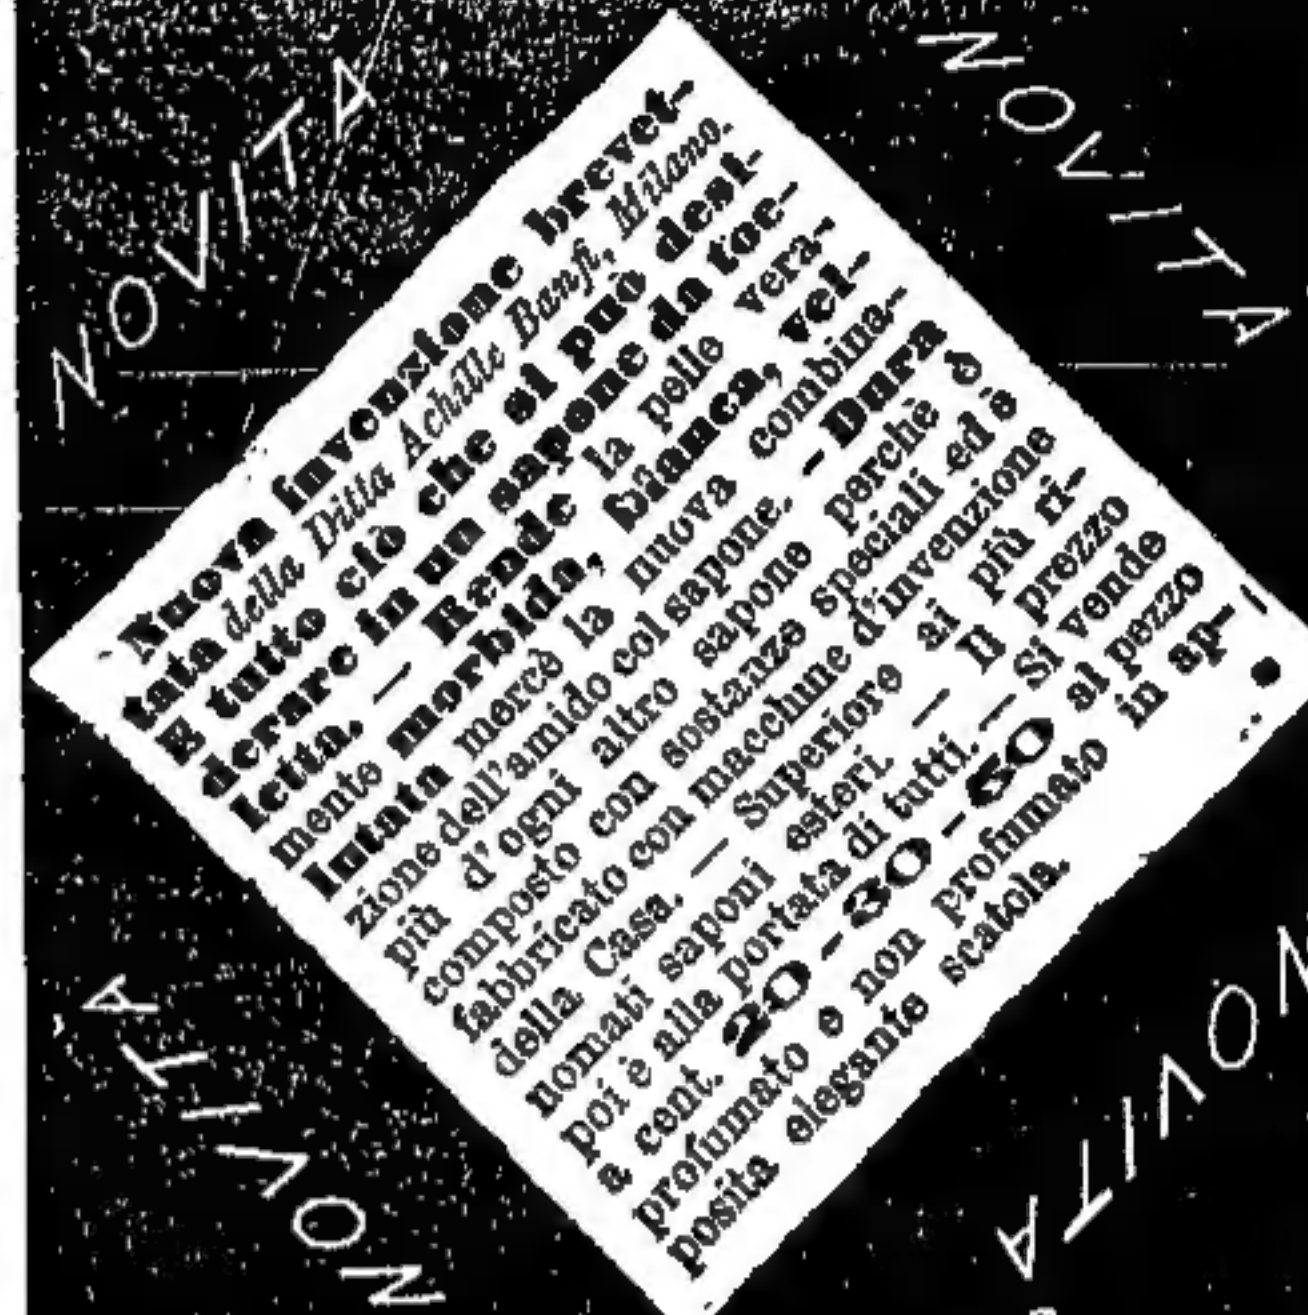 NOVITA
NOVITA
Nuova invenzione brevet-
tata della Ditta Achille Banfi, Milano.
È tutto ciò che si può desi-
derare in un sapone da toe-
letta. — Rende la pelle vera-
mente morbida, bianca, vel-
lutata mercè la nuova combina-
zione dell'amido col sapone. - Dura
più d'ogni altro sapone perchè è
composto con sostanze speciali ed è
fabbricato con macchine d'invenzione
della Casa. — Superiore ai più ri-
nomati saponi esteri. — Il prezzo
poi è alla portata di tutti. — Si vende
a cent. 20-30-50 al pezzo
profumato e non profumato in ap-
posita elegante scatola.
NOVITA
NOVITA